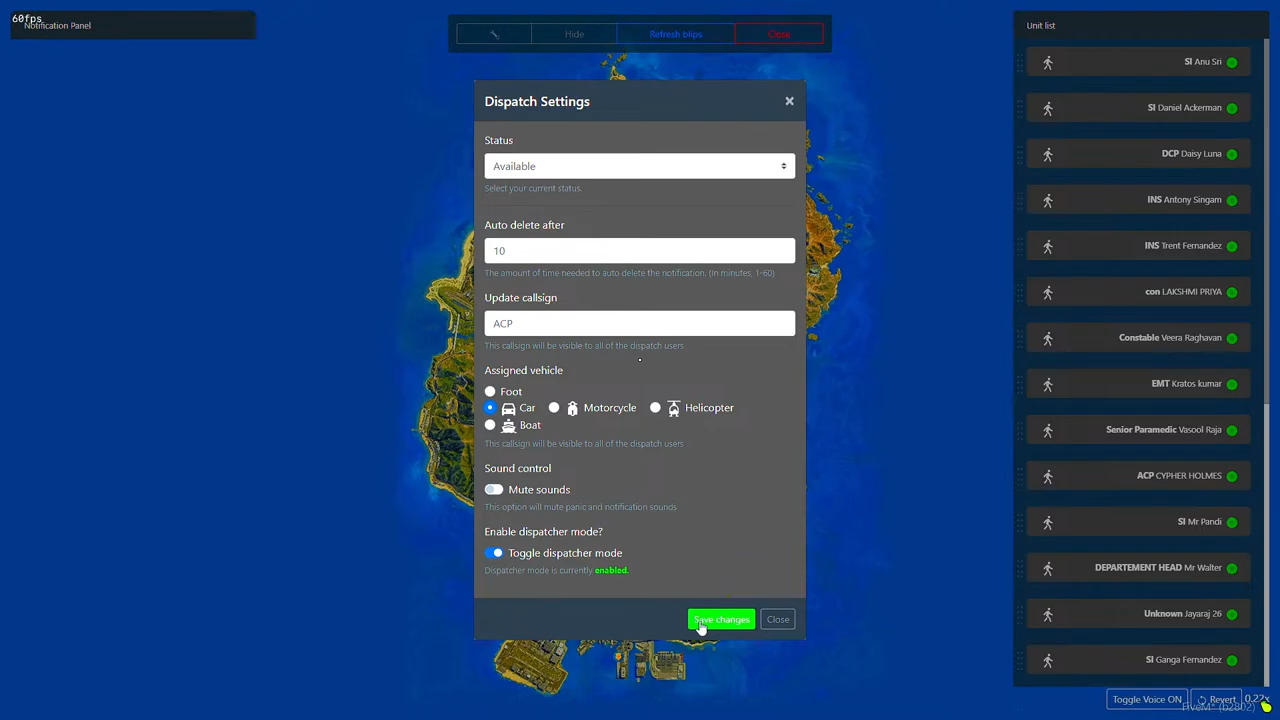 60fps
Notification Panel
Hide
Refresh blips
Close
Unit list
Dispatch Settings
×
Status
Available
Select your current status.
Auto delete after
10
The amount of time needed to auto delete the notification. (In minutes, 1-60)
Update callsign
ACP
This callsign will be visible to all of the dispatch users
Assigned vehicle
Foot
Car
Motorcycle
Helicopter
Boat
This callsign will be visible to all of the dispatch users
Sound control
Mute sounds
This option will mute panic and notification sounds
Enable dispatcher mode?
Toggle dispatcher mode
Dispatcher mode is currently enabled.
Save changes
Close
SI Anu Sri
SI Daniel Ackerman
DCP Daisy Luna
INS Antony Singam
INS Trent Fernandez
con LAKSHMI PRIYA
Constable Veera Raghavan
EMT Kratos kumar
Senior Paramedic Vasool Raja
ACP CYPHER HOLMES
SI Mr Pandi
DEPARTEMENT HEAD Mr Walter
Unknown Jayaraj 26
SI Ganga Fernandez
Toggle Voice ON
Revert
0.22x
FiveM* (b2802)